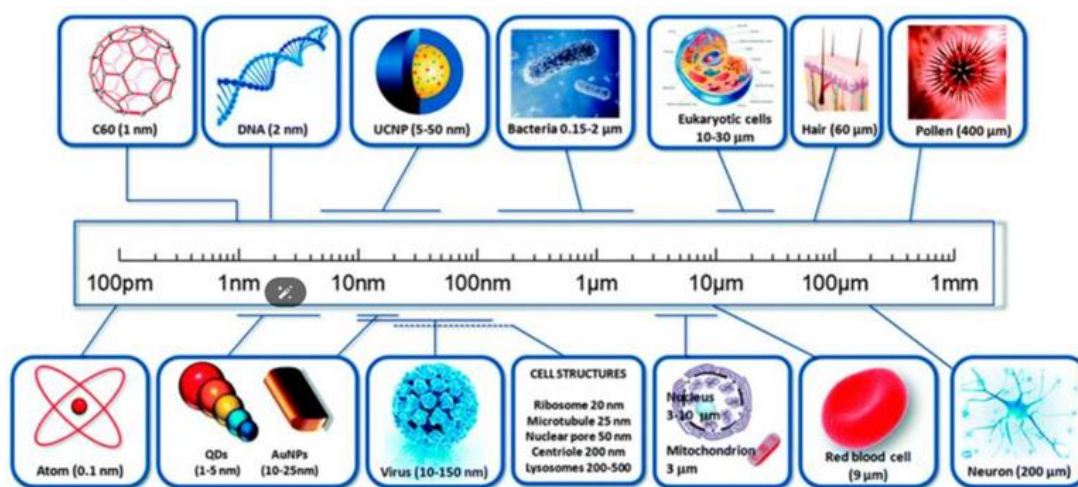 C60 (1 nm)
DNA (2 nm)
UCNP (5-50 nm)
Bacteria 0.15-2 μm
Eukaryotic cells
10-30 μm
Hair (60 μm)
Pollen (400 μm)
100pm
1nm
10nm
100nm
1μm
10μm
100μm
1mm
Atom (0.1 nm)
QDs
(1-5 nm)
AuNPs
(10-25nm)
Virus (10-150 nm)
CELL STRUCTURES
Ribosome 20 nm
Microtubule 25 nm
Nuclear pore 50 nm
Centriole 200 nm
Lysosomes 200-500
Nucleus
3-10 μm
Mitochondrion
3 μm
Red blood cell
(9 μm)
Neuron (200 μm)